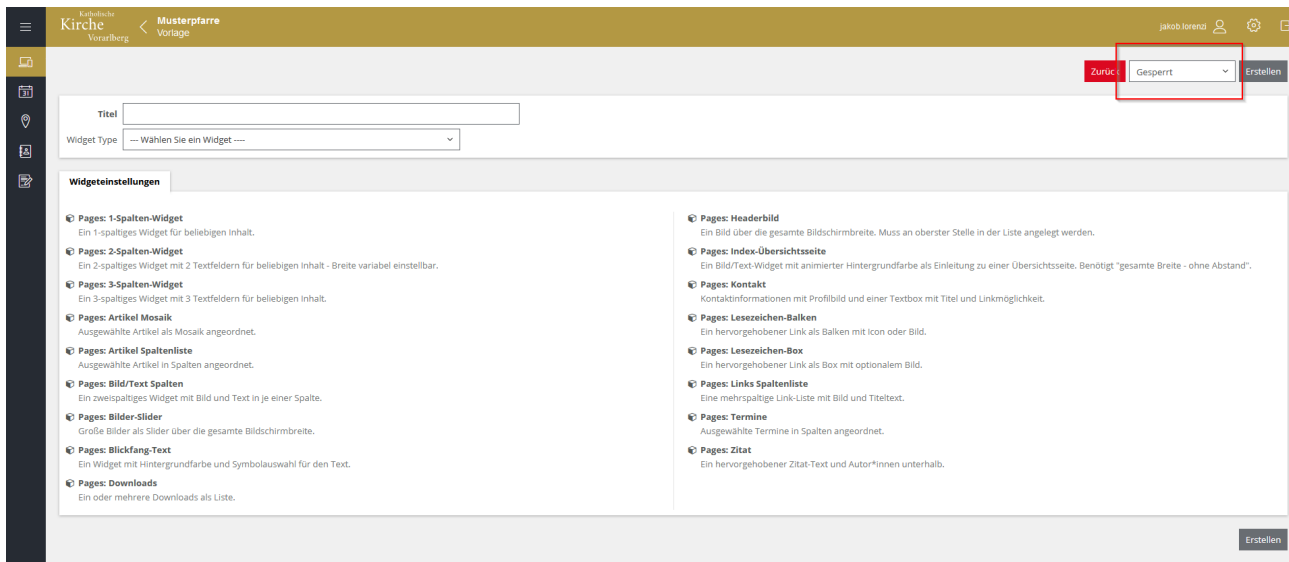 Katholische
Kirche
Vorarlberg
Musterpfarre
Vorlage
jakob.lorenzi
31
Zurück
Gesperrt
Erstellen
Titel
Widget Type
--- Wählen Sie ein Widget ----
Widgeteinstellungen
Pages: 1-Spalten-Widget
Ein 1-spaltiges Widget für beliebigen Inhalt.
Pages: 2-Spalten-Widget
Ein 2-spaltiges Widget mit 2 Textfeldern für beliebigen Inhalt - Breite variabel einstellbar.
Pages: 3-Spalten-Widget
Ein 3-spaltiges Widget mit 3 Textfeldern für beliebigen Inhalt.
Pages: Artikel Mosaik
Ausgewählte Artikel als Mosaik angeordnet.
Pages: Artikel Spaltenliste
Ausgewählte Artikel in Spalten angeordnet.
Pages: Bild/Text Spalten
Ein zweispaltiges Widget mit Bild und Text in je einer Spalte.
Pages: Bilder-Slider
Große Bilder als Slider über die gesamte Bildschirmbreite.
Pages: Blickfang-Text
Ein Widget mit Hintergrundfarbe und Symbolauswahl für den Text.
Pages: Downloads
Ein oder mehrere Downloads als Liste.
Pages: Headerbild
Ein Bild über die gesamte Bildschirmbreite. Muss an oberster Stelle in der Liste angelegt werden.
Pages: Index-Übersichtsseite
Ein Bild/Text-Widget mit animierter Hintergrundfarbe als Einleitung zu einer Übersichtsseite. Benötigt "gesamte Breite - ohne Abstand".
Pages: Kontakt
Kontaktinformationen mit Profilbild und einer Textbox mit Titel und Linkmöglichkeit.
Pages: Lesezeichen-Balken
Ein hervorgehobener Link als Balken mit Icon oder Bild.
Pages: Lesezeichen-Box
Ein hervorgehobener Link als Box mit optionalem Bild.
Pages: Links Spaltenliste
Eine mehrspaltige Link-Liste mit Bild und Titeltext.
Pages: Termine
Ausgewählte Termine in Spalten angeordnet.
Pages: Zitat
Ein hervorgehobener Zitat-Text und Autor*innen unterhalb.
Erstellen